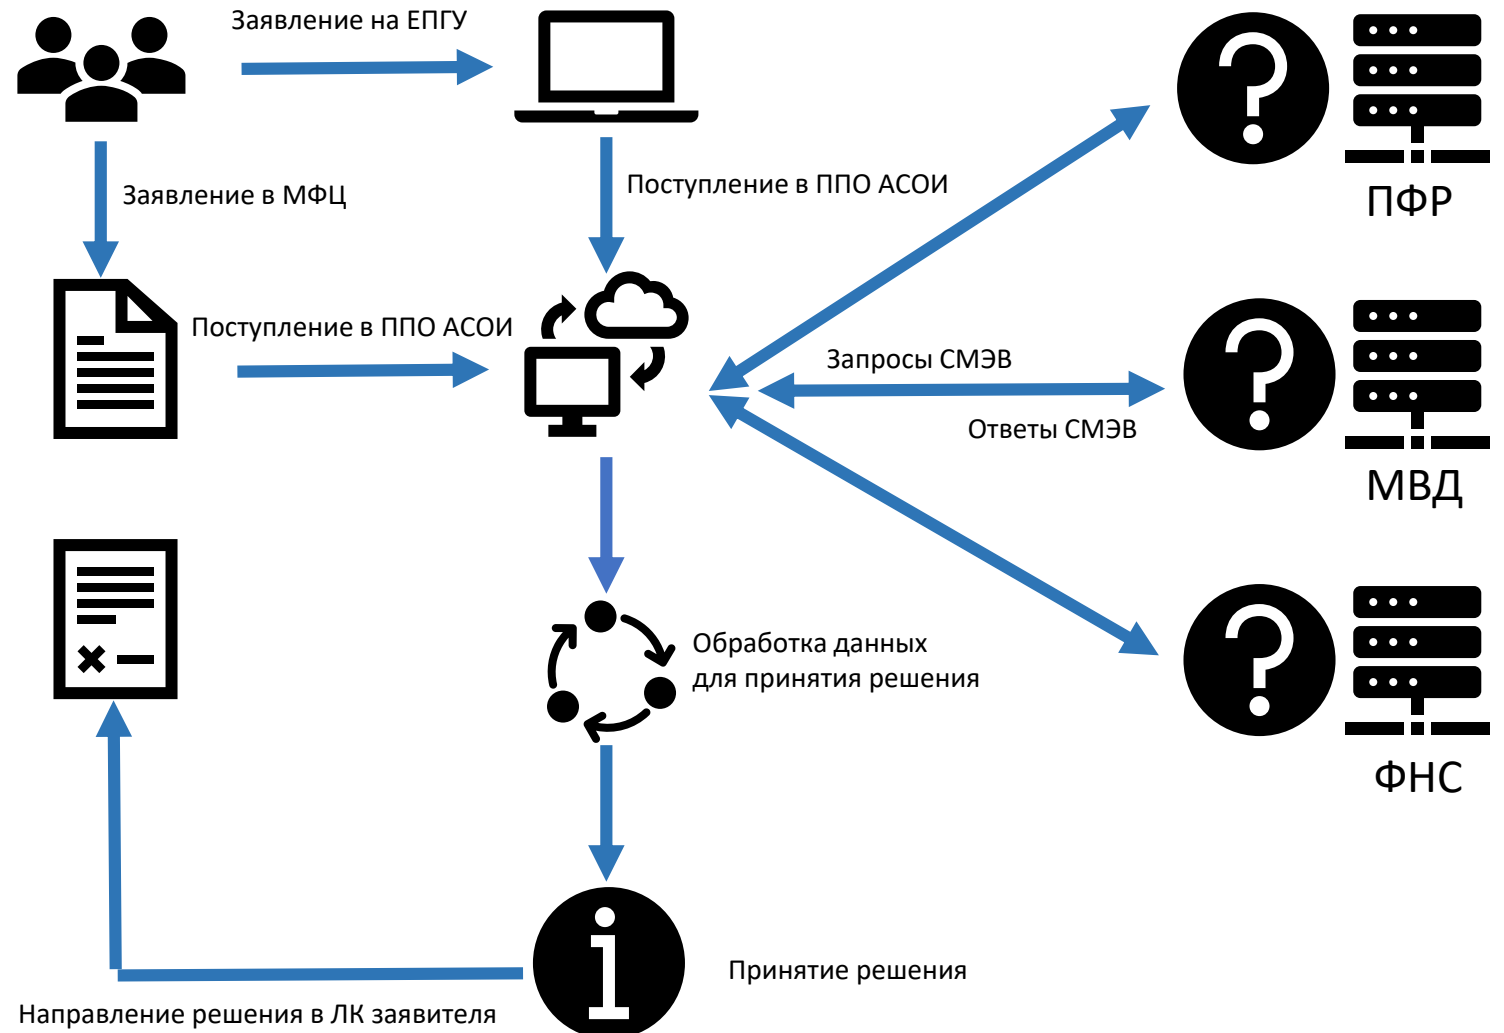 Заявление на ЕПГУ
Заявление в МФЦ
Поступление в ППО АСОИ
ПФР
Поступление в ППО АСОИ
Запросы СМЭВ
Ответы СМЭВ
МВД
Обработка данных
для принятия решения
ФНС
Принятие решения
Направление решения в ЛК заявителя